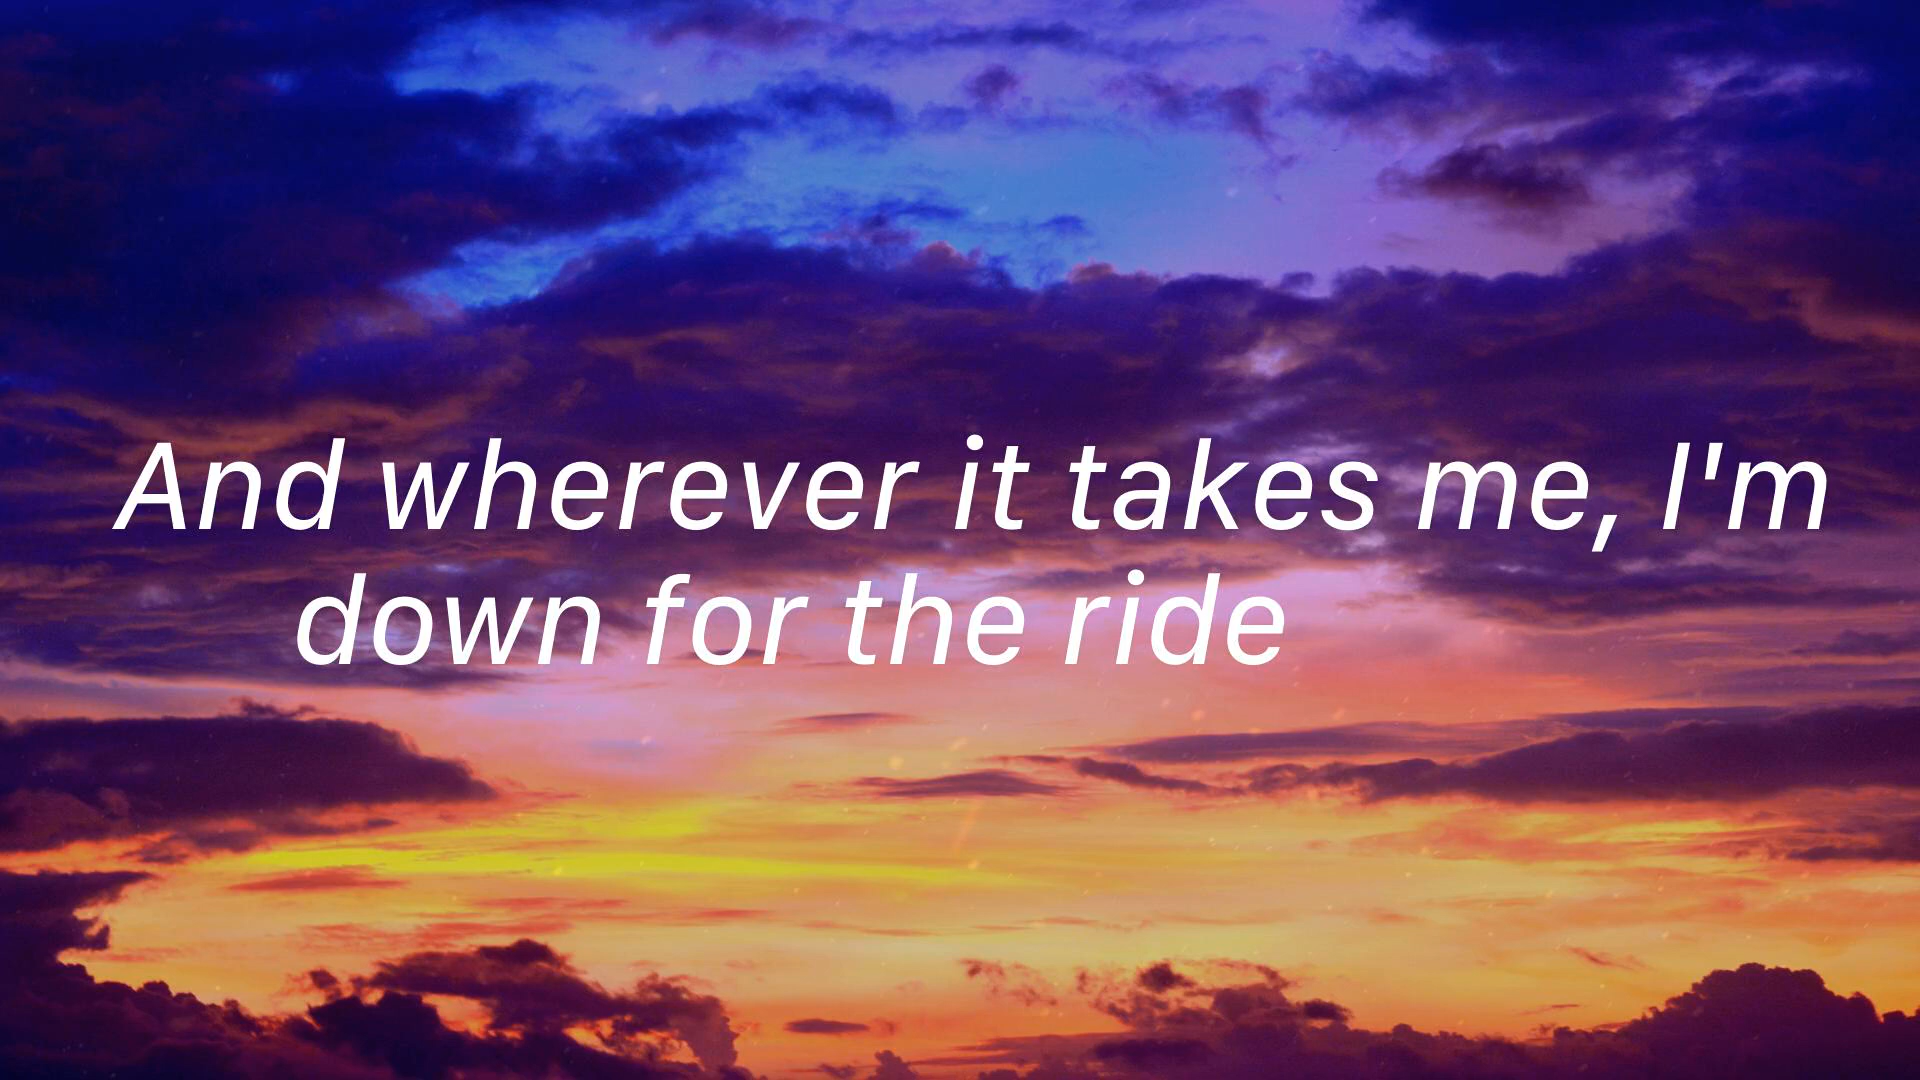 And wherever it takes me, I'm
down for the ride